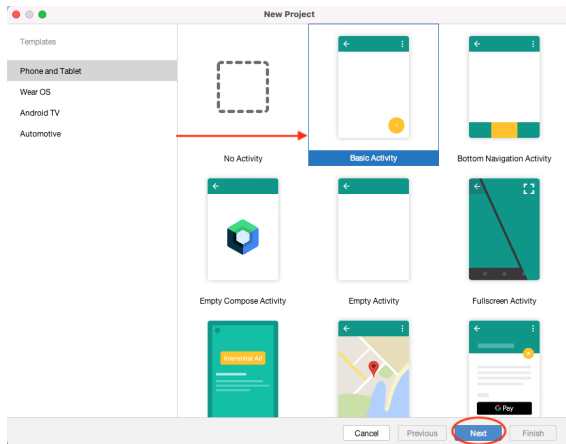 New Project
Templates
Phone and Tablet
Wear OS
Android TV
Automotive
No Activity
Basic Activity
Bottom Navigation Activity
Empty Compose Activity
Empty Activity
Fullscreen Activity
Interstitial Ad
G Pay
Cancel
Previous
Next
Finish